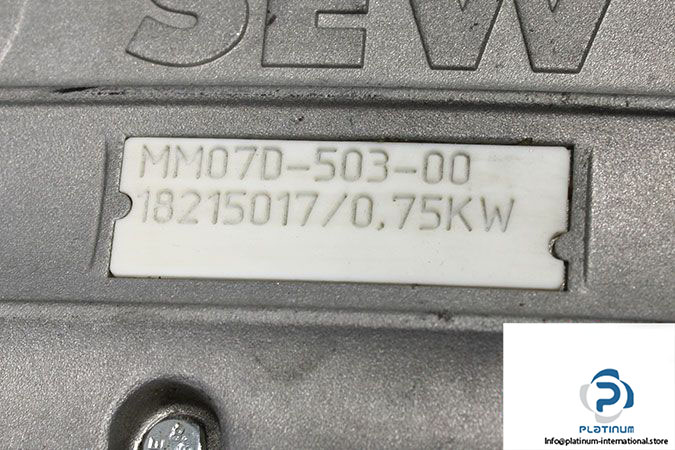 SEW
MM07D-503-00
18215017/0.75KW
PLATINUM
Info@platinum-international.store